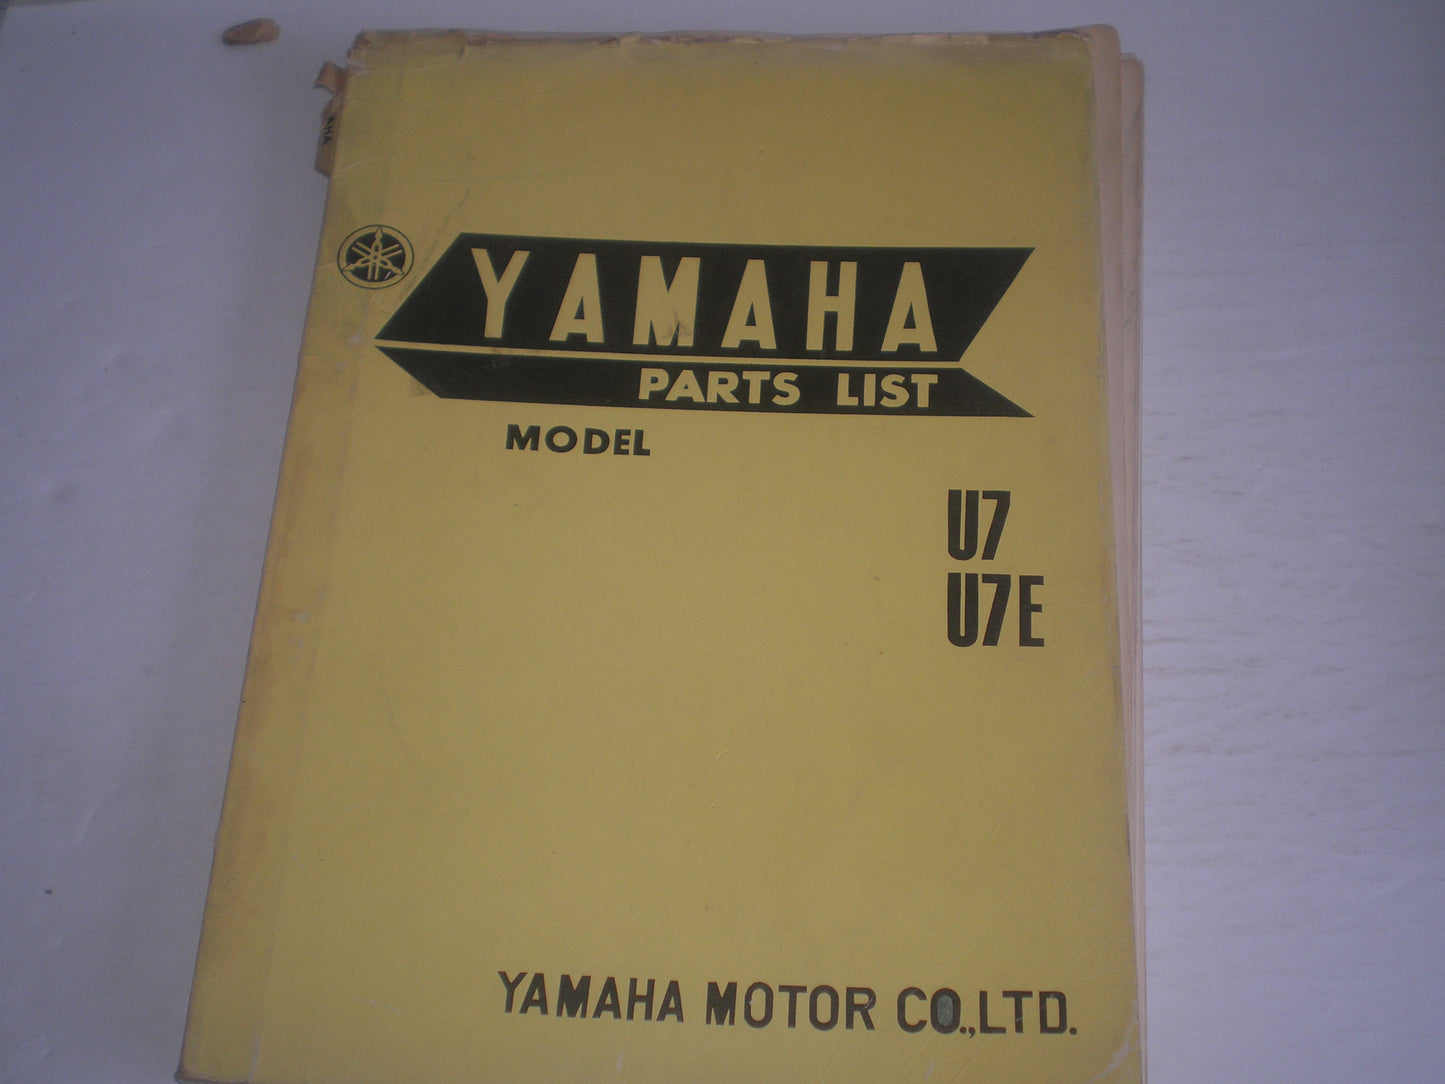 YAMAHA
PARTS LIST
MODEL
U7
U7E
YAMAHA MOTOR CO.,LTD.